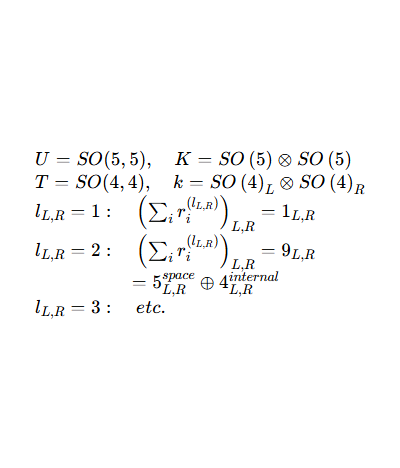 U = SO(5,5),   K = SO (5) ⊗ SO (5)
T = SO(4,4),   k = SO (4)_L ⊗ SO (4)_R
l_{L,R} = 1 :   (∑_i r_i^{(l_{L,R})})_{L,R} = 1_{L,R}
l_{L,R} = 2 :   (∑_i r_i^{(l_{L,R})})_{L,R} = 9_{L,R}
= 5_{L,R}^{space} ⊕ 4_{L,R}^{internal}
l_{L,R} = 3 :   etc.